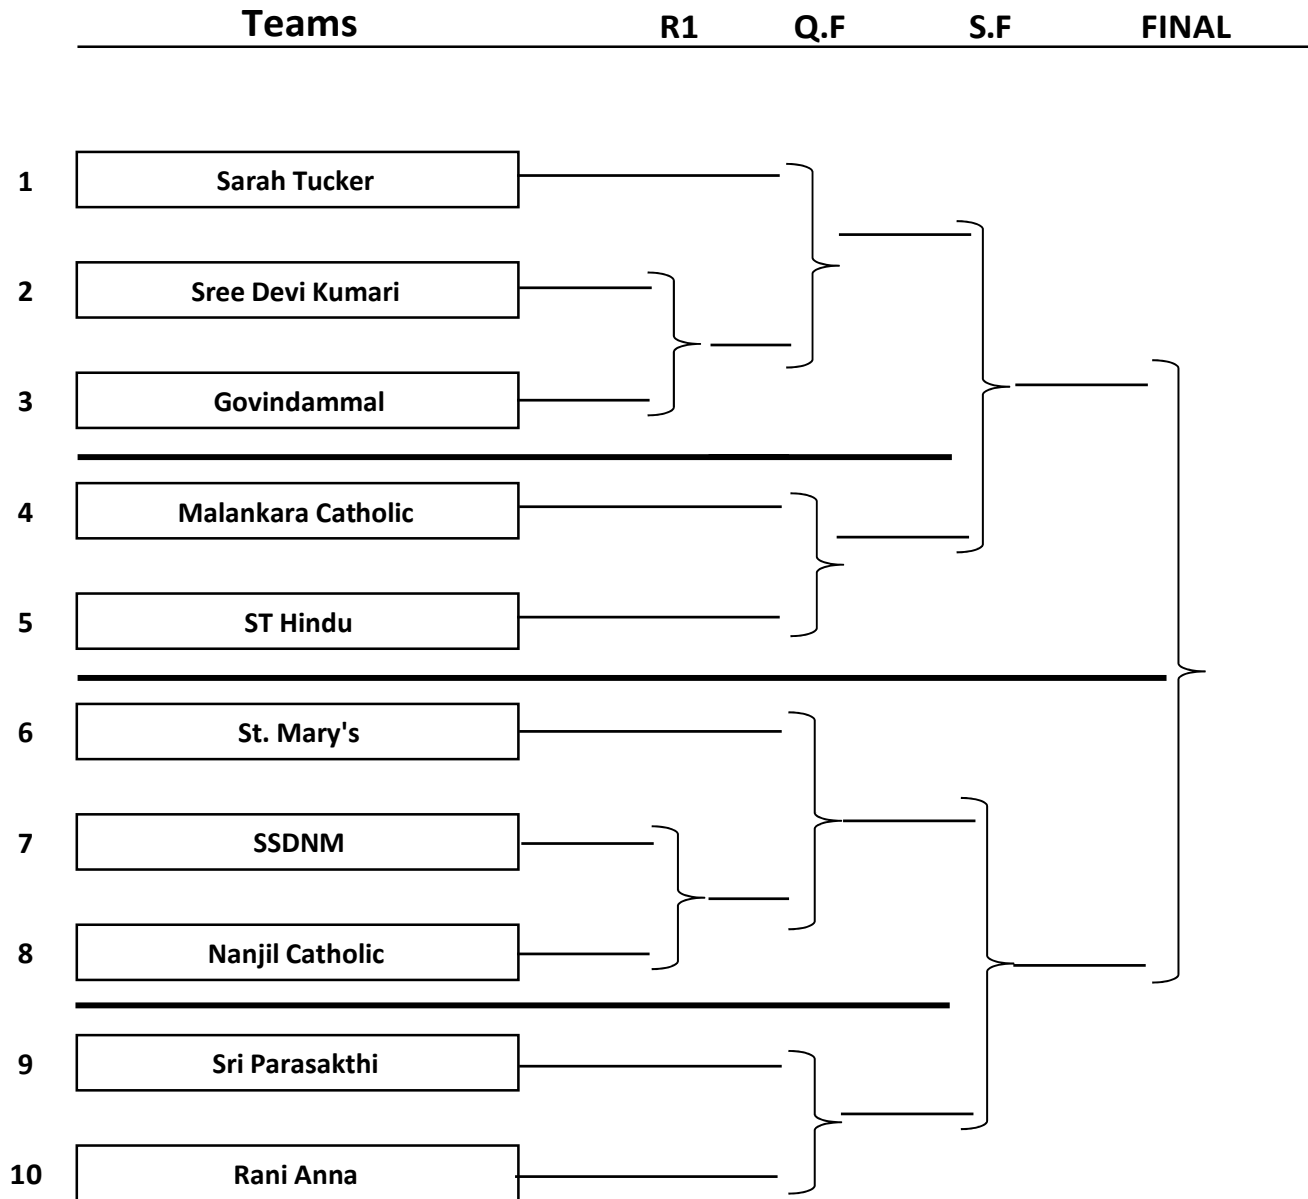 Teams R1 Q.F S.F FINAL
1 Sarah Tucker
2 Sree Devi Kumari
3 Govindammal
4 Malankara Catholic
5 ST Hindu
6 St. Mary's
7 SSDNM
8 Nanjil Catholic
9 Sri Parasakthi
10 Rani Anna